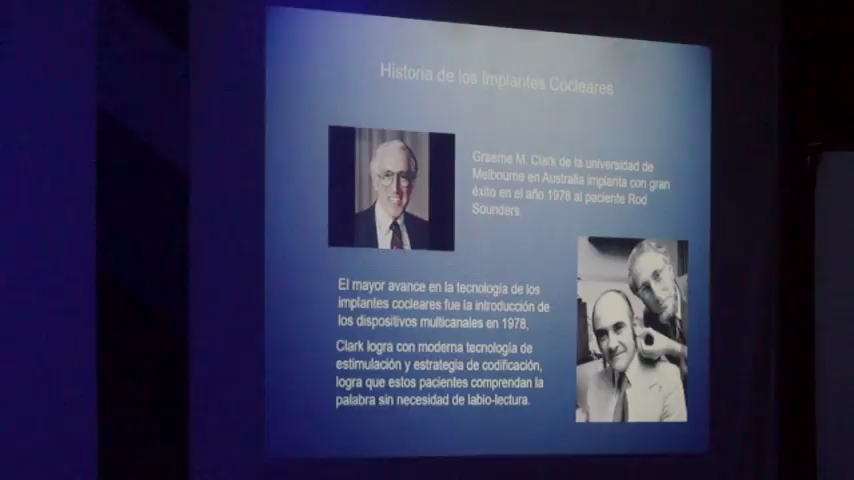 Historia de los Implantes Cocleares
Graeme M. Clark de la universidad de
Melbourne en Australia implanta con gran
éxito en el año 1978 al paciente Rod
Sounders.
El mayor avance en la tecnología de los
implantes cocleares fue la introducción de
los dispositivos multicanales en 1978,
Clark logra con moderna tecnología de
estimulación y estrategia de codificación,
logra que estos pacientes comprendan la
palabra sin necesidad de labio-lectura.